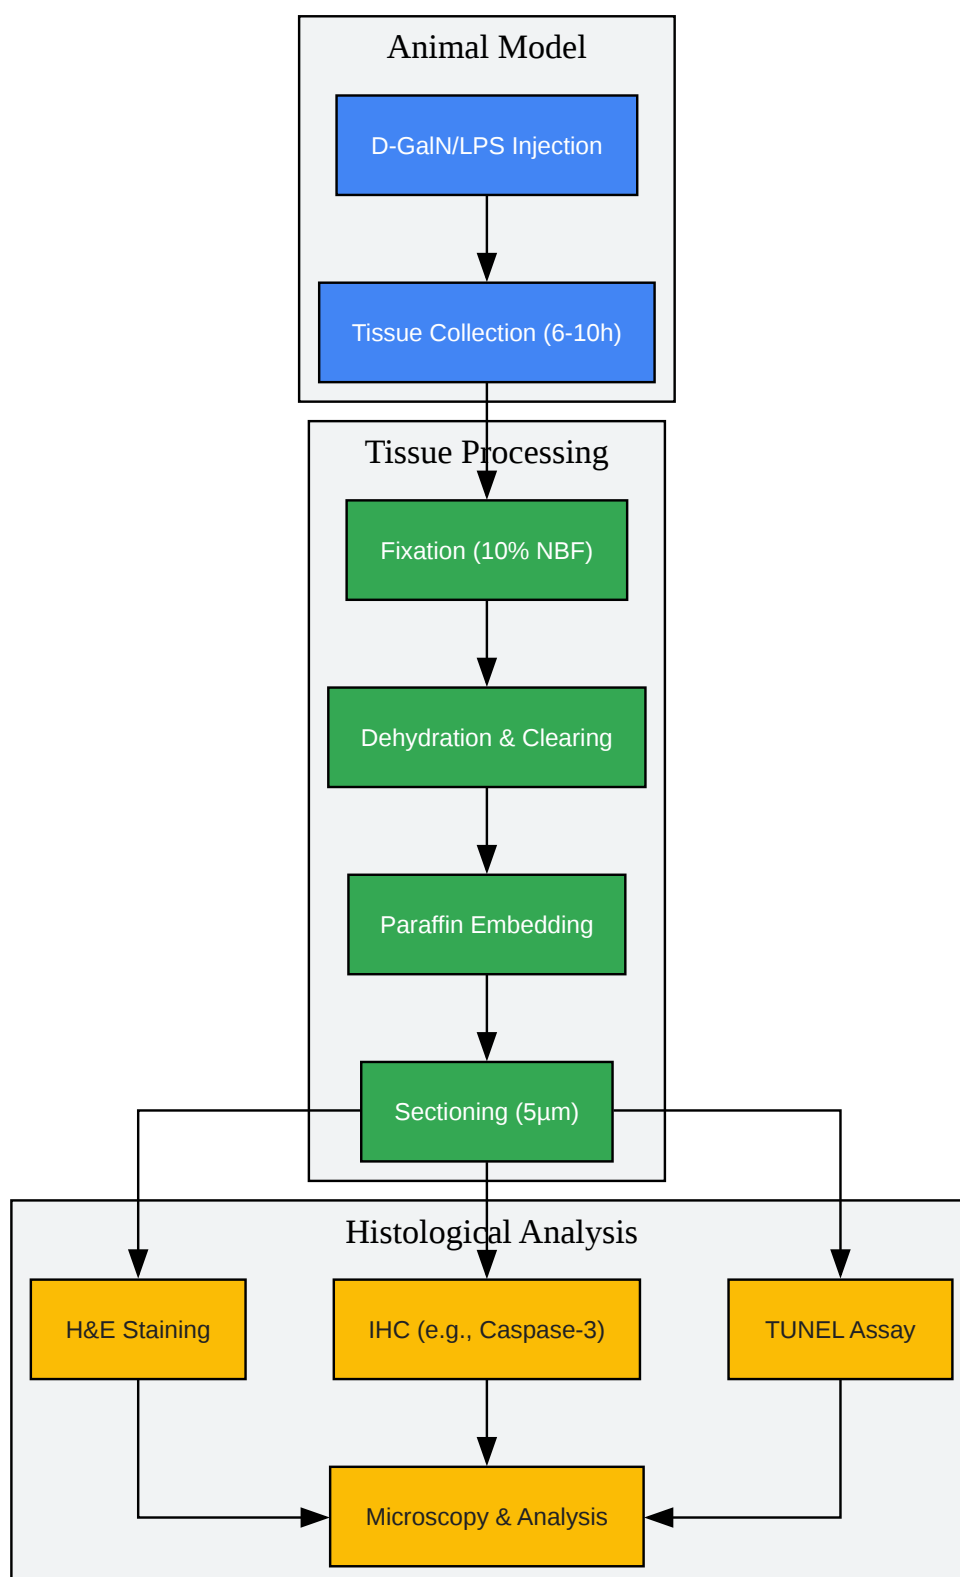 Animal Model
D-GalN/LPS Injection
Tissue Collection (6-10h)
Tissue Processing
Fixation (10% NBF)
Dehydration & Clearing
Paraffin Embedding
Sectioning (5µm)
Histological Analysis
H&E Staining
IHC (e.g., Caspase-3)
TUNEL Assay
Microscopy & Analysis